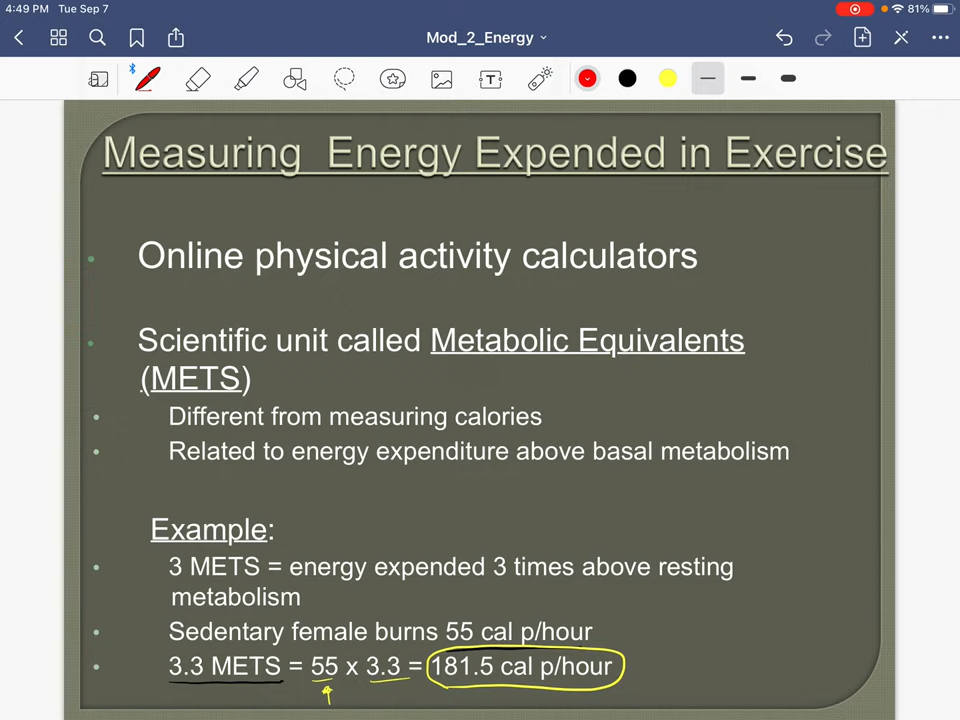 4:49 PM Tue Sep 7
81%
Mod_2_Energy
T
Measuring Energy Expended in Exercise
• Online physical activity calculators
• Scientific unit called Metabolic Equivalents
(METS)
• Different from measuring calories
• Related to energy expenditure above basal metabolism
Example:
• 3 METS = energy expended 3 times above resting
metabolism
• Sedentary female burns 55 cal p/hour
• 3.3 METS = 55 x 3.3 = 181.5 cal p/hour